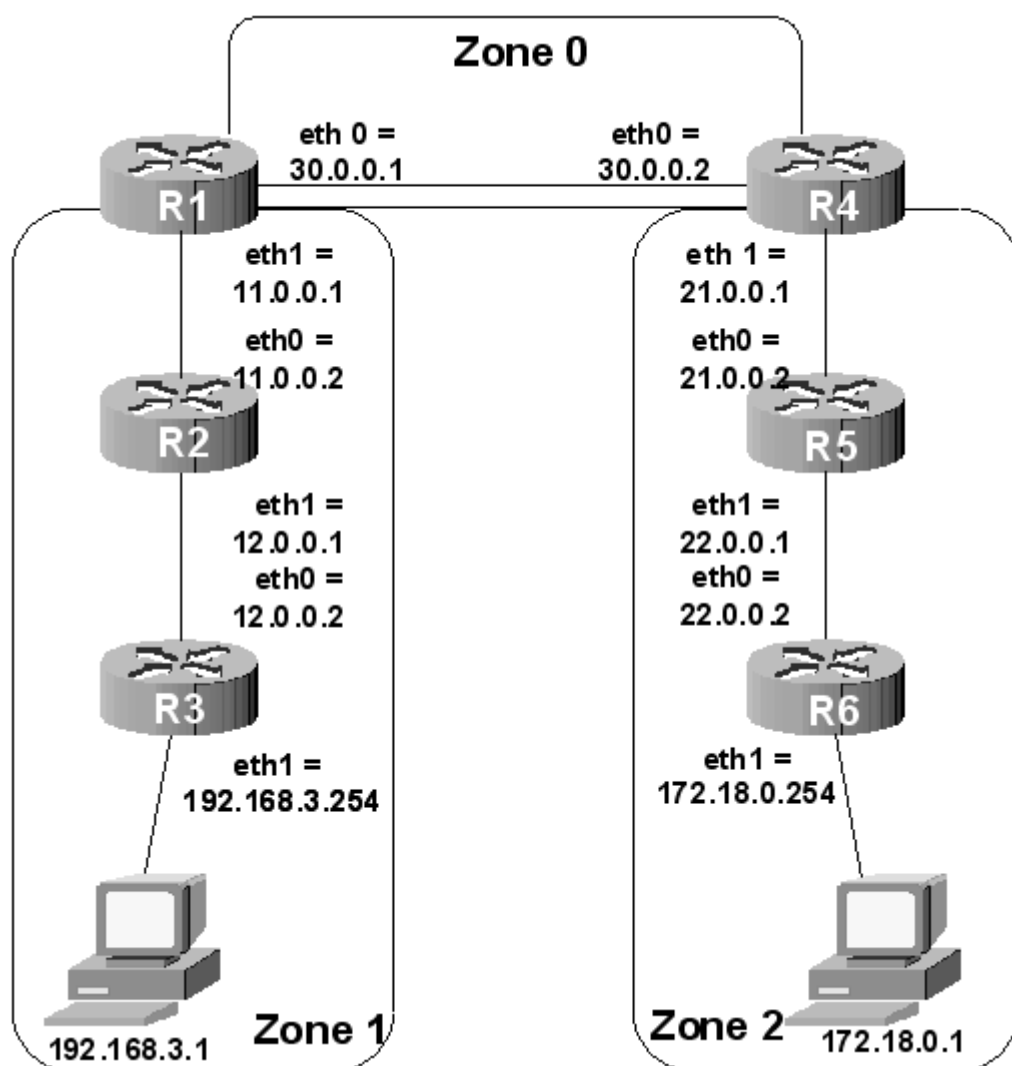 Zone 0
eth 0 =
30.0.0.1
eth0 =
30.0.0.2
R1
R4
eth1 =
11.0.0.1
eth0 =
11.0.0.2
eth 1 =
21.0.0.1
eth0 =
21.0.0.2
R2
R5
eth1 =
12.0.0.1
eth0 =
12.0.0.2
eth1 =
22.0.0.1
eth0 =
22.0.0.2
R3
R6
eth1 =
192.168.3.254
eth1 =
172.18.0.254
192.168.3.1
Zone 1
Zone 2
172.18.0.1